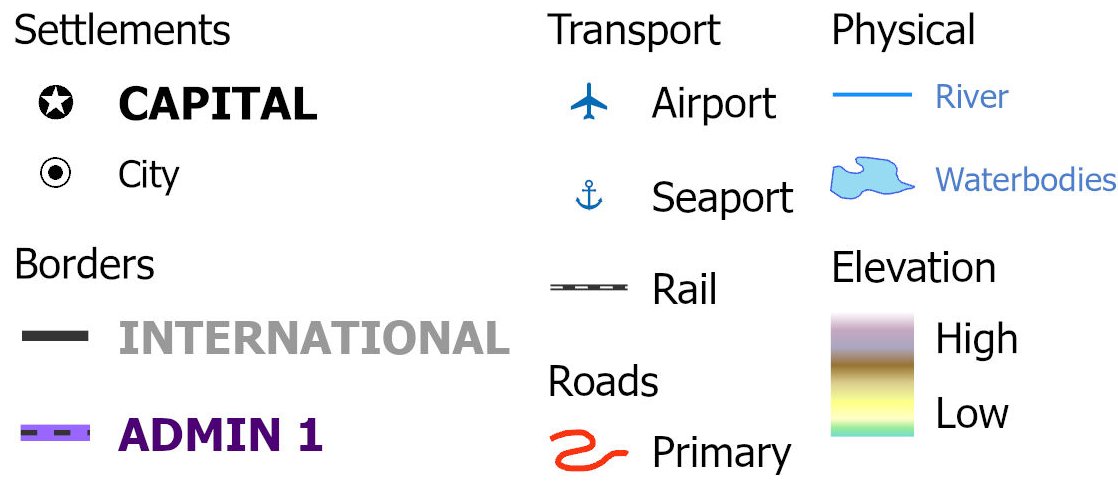 Settlements
CAPITAL
City
Borders
INTERNATIONAL
ADMIN 1
Transport
Airport
Seaport
Rail
Roads
Primary
Physical
River
Waterbodies
Elevation
High
Low